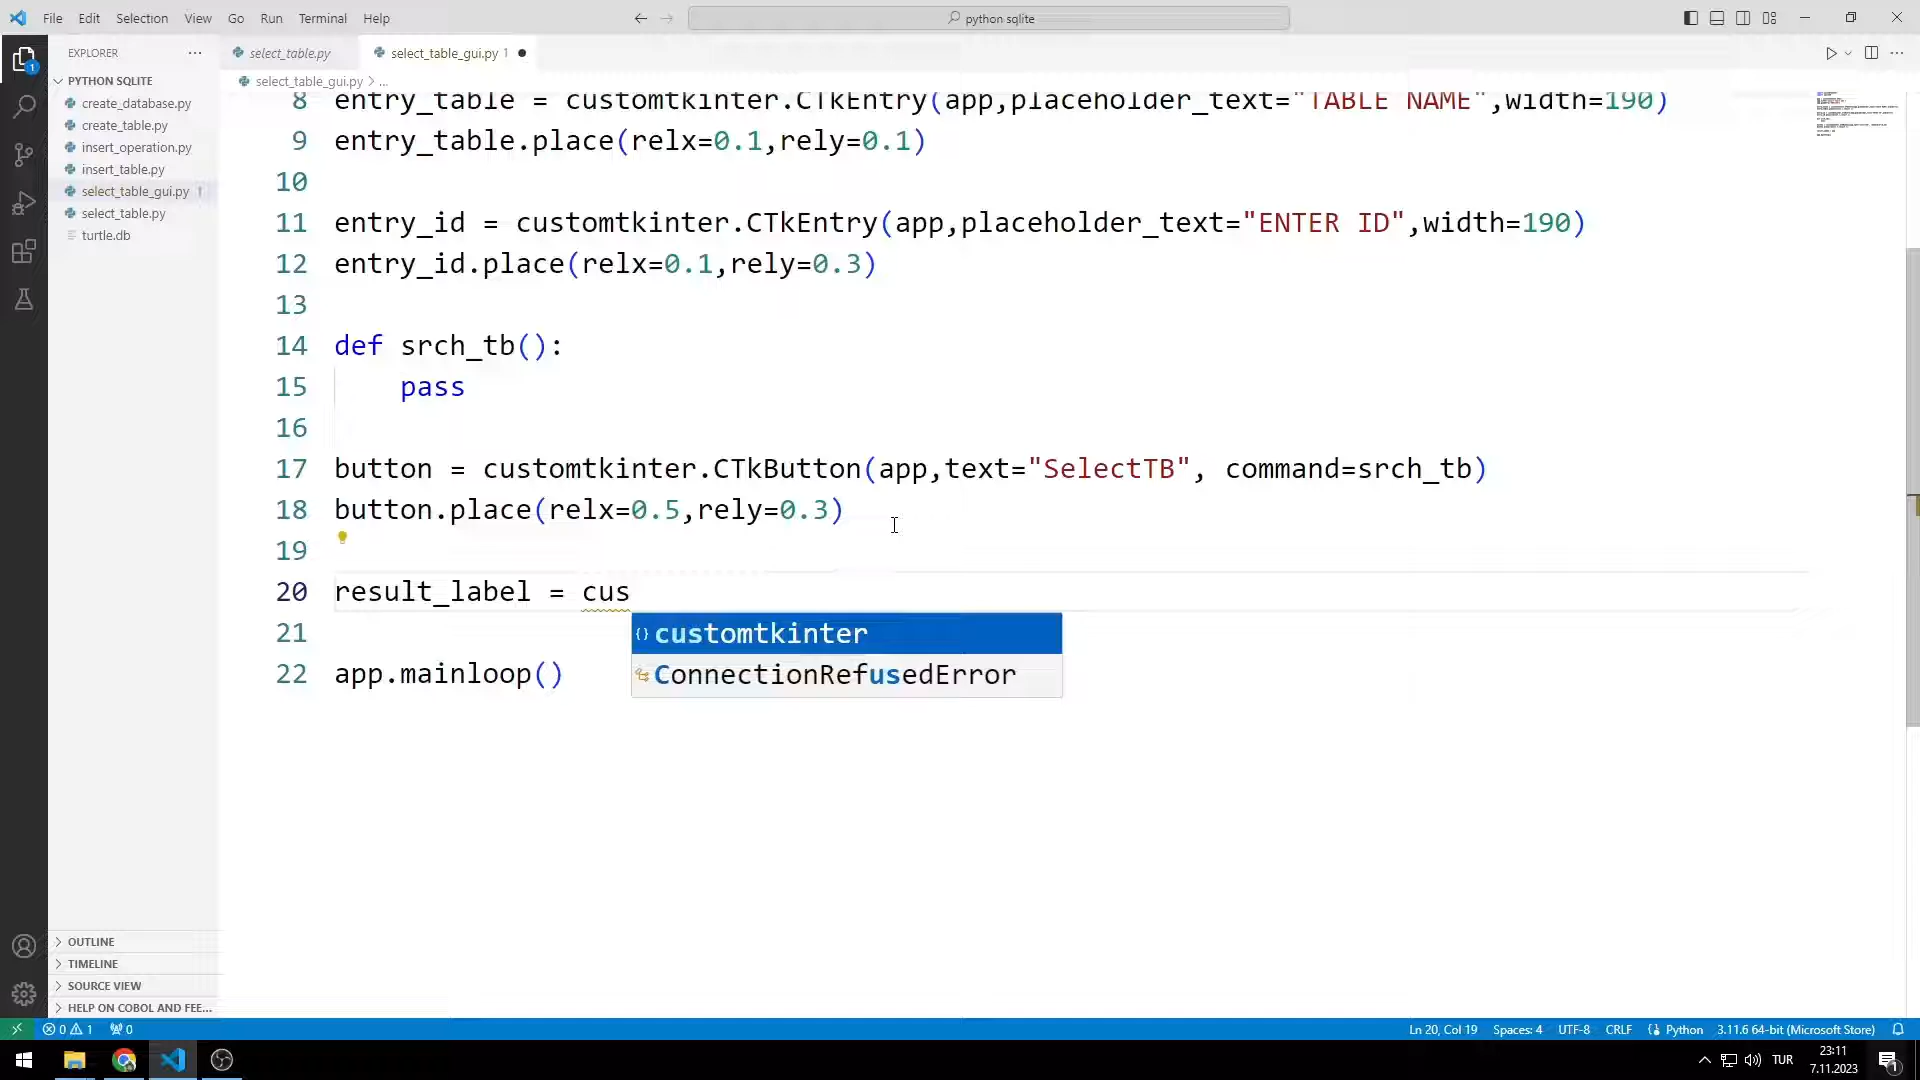 File Edit Selection View Go Run Terminal Help
python sqlite
EXPLORER
select_table.py
select_table_gui.py 1
PYTHON SQLITE
select_table_gui.py > ...
create_database.py
create_table.py
insert_operation.py
insert_table.py
select_table_gui.py 1
select_table.py
turtle.db
8 entry_table = customtkinter.CTkEntry(app,placeholder_text="TABLE NAME",width=190)
9 entry_table.place(relx=0.1,rely=0.1)
10
11 entry_id = customtkinter.CTkEntry(app,placeholder_text="ENTER ID",width=190)
12 entry_id.place(relx=0.1,rely=0.3)
13
14 def srch_tb():
15 pass
16
17 button = customtkinter.CTkButton(app,text="SelectTB", command=srch_tb)
18 button.place(relx=0.5,rely=0.3)
19
20 result_label = cus
customtkinter
ConnectionRefusedError
21
22 app.mainloop()
OUTLINE
TIMELINE
SOURCE VIEW
HELP ON COBOL AND FEE...
0 1 0
Ln 20, Col 19 Spaces: 4 UTF-8 CRLF Python 3.11.6 64-bit (Microsoft Store)
TUR
23:11
7.11.2023